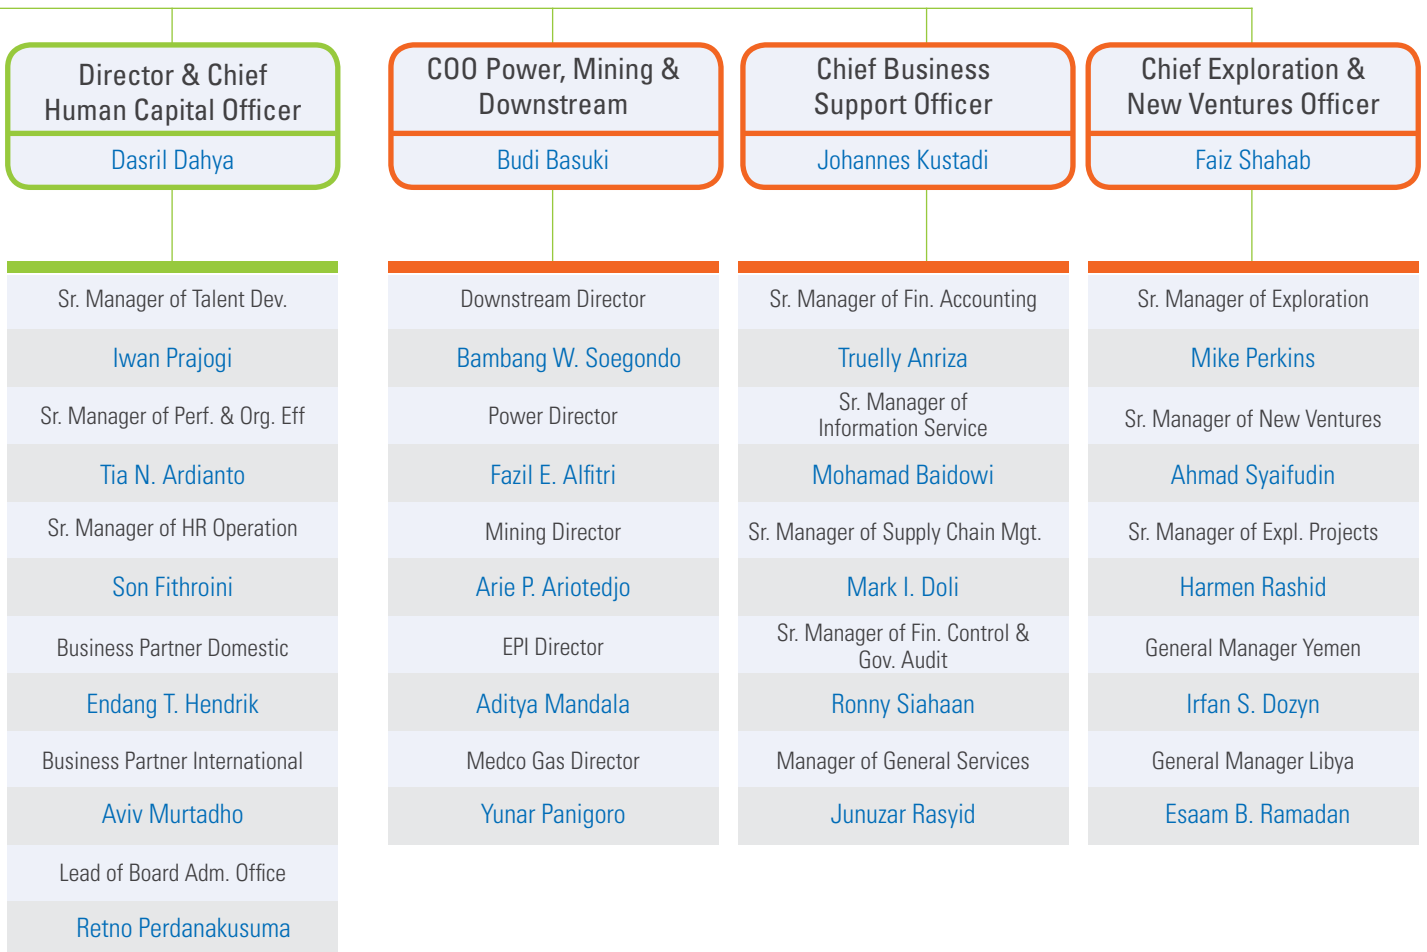 Director & Chief
Human Capital Officer
Dasril Dahya
Sr. Manager of Talent Dev.
Iwan Prajogi
Sr. Manager of Perf. & Org. Eff
Tia N. Ardianto
Sr. Manager of HR Operation
Son Fithroini
Business Partner Domestic
Endang T. Hendrik
Business Partner International
Aviv Murtadho
Lead of Board Adm. Office
Retno Perdanakusuma
COO Power, Mining &
Downstream
Budi Basuki
Downstream Director
Bambang W. Soegondo
Power Director
Fazil E. Alfitri
Mining Director
Arie P. Ariotedjo
EPI Director
Aditya Mandala
Medco Gas Director
Yunar Panigoro
Chief Business
Support Officer
Johannes Kustadi
Sr. Manager of Fin. Accounting
Truelly Anriza
Sr. Manager of
Information Service
Mohamad Baidowi
Sr. Manager of Supply Chain Mgt.
Mark I. Doli
Sr. Manager of Fin. Control &
Gov. Audit
Ronny Siahaan
Manager of General Services
Junuzar Rasyid
Chief Exploration &
New Ventures Officer
Faiz Shahab
Sr. Manager of Exploration
Mike Perkins
Sr. Manager of New Ventures
Ahmad Syaifudin
Sr. Manager of Expl. Projects
Harmen Rashid
General Manager Yemen
Irfan S. Dozyn
General Manager Libya
Esaam B. Ramadan